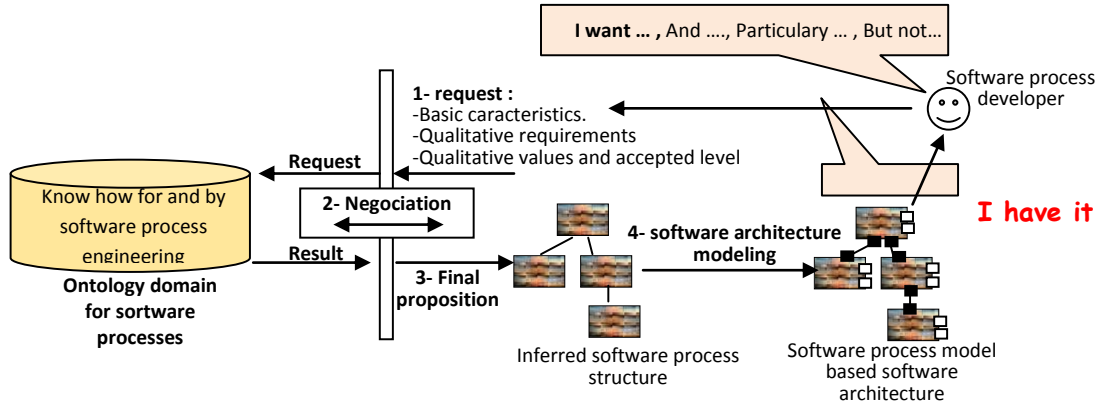 I want … , And …., Particulary … , But not…
Software process
developer
1- request :
-Basic caracteristics.
-Qualitative requirements
-Qualitative values and accepted level
Request
Know how for and by
software process
engineering
2- Negociation
I have it
4- software architecture
modeling
Result
3- Final
proposition
Ontology domain
for sortware
processes
Inferred software process
structure
Software process model
based software
architecture